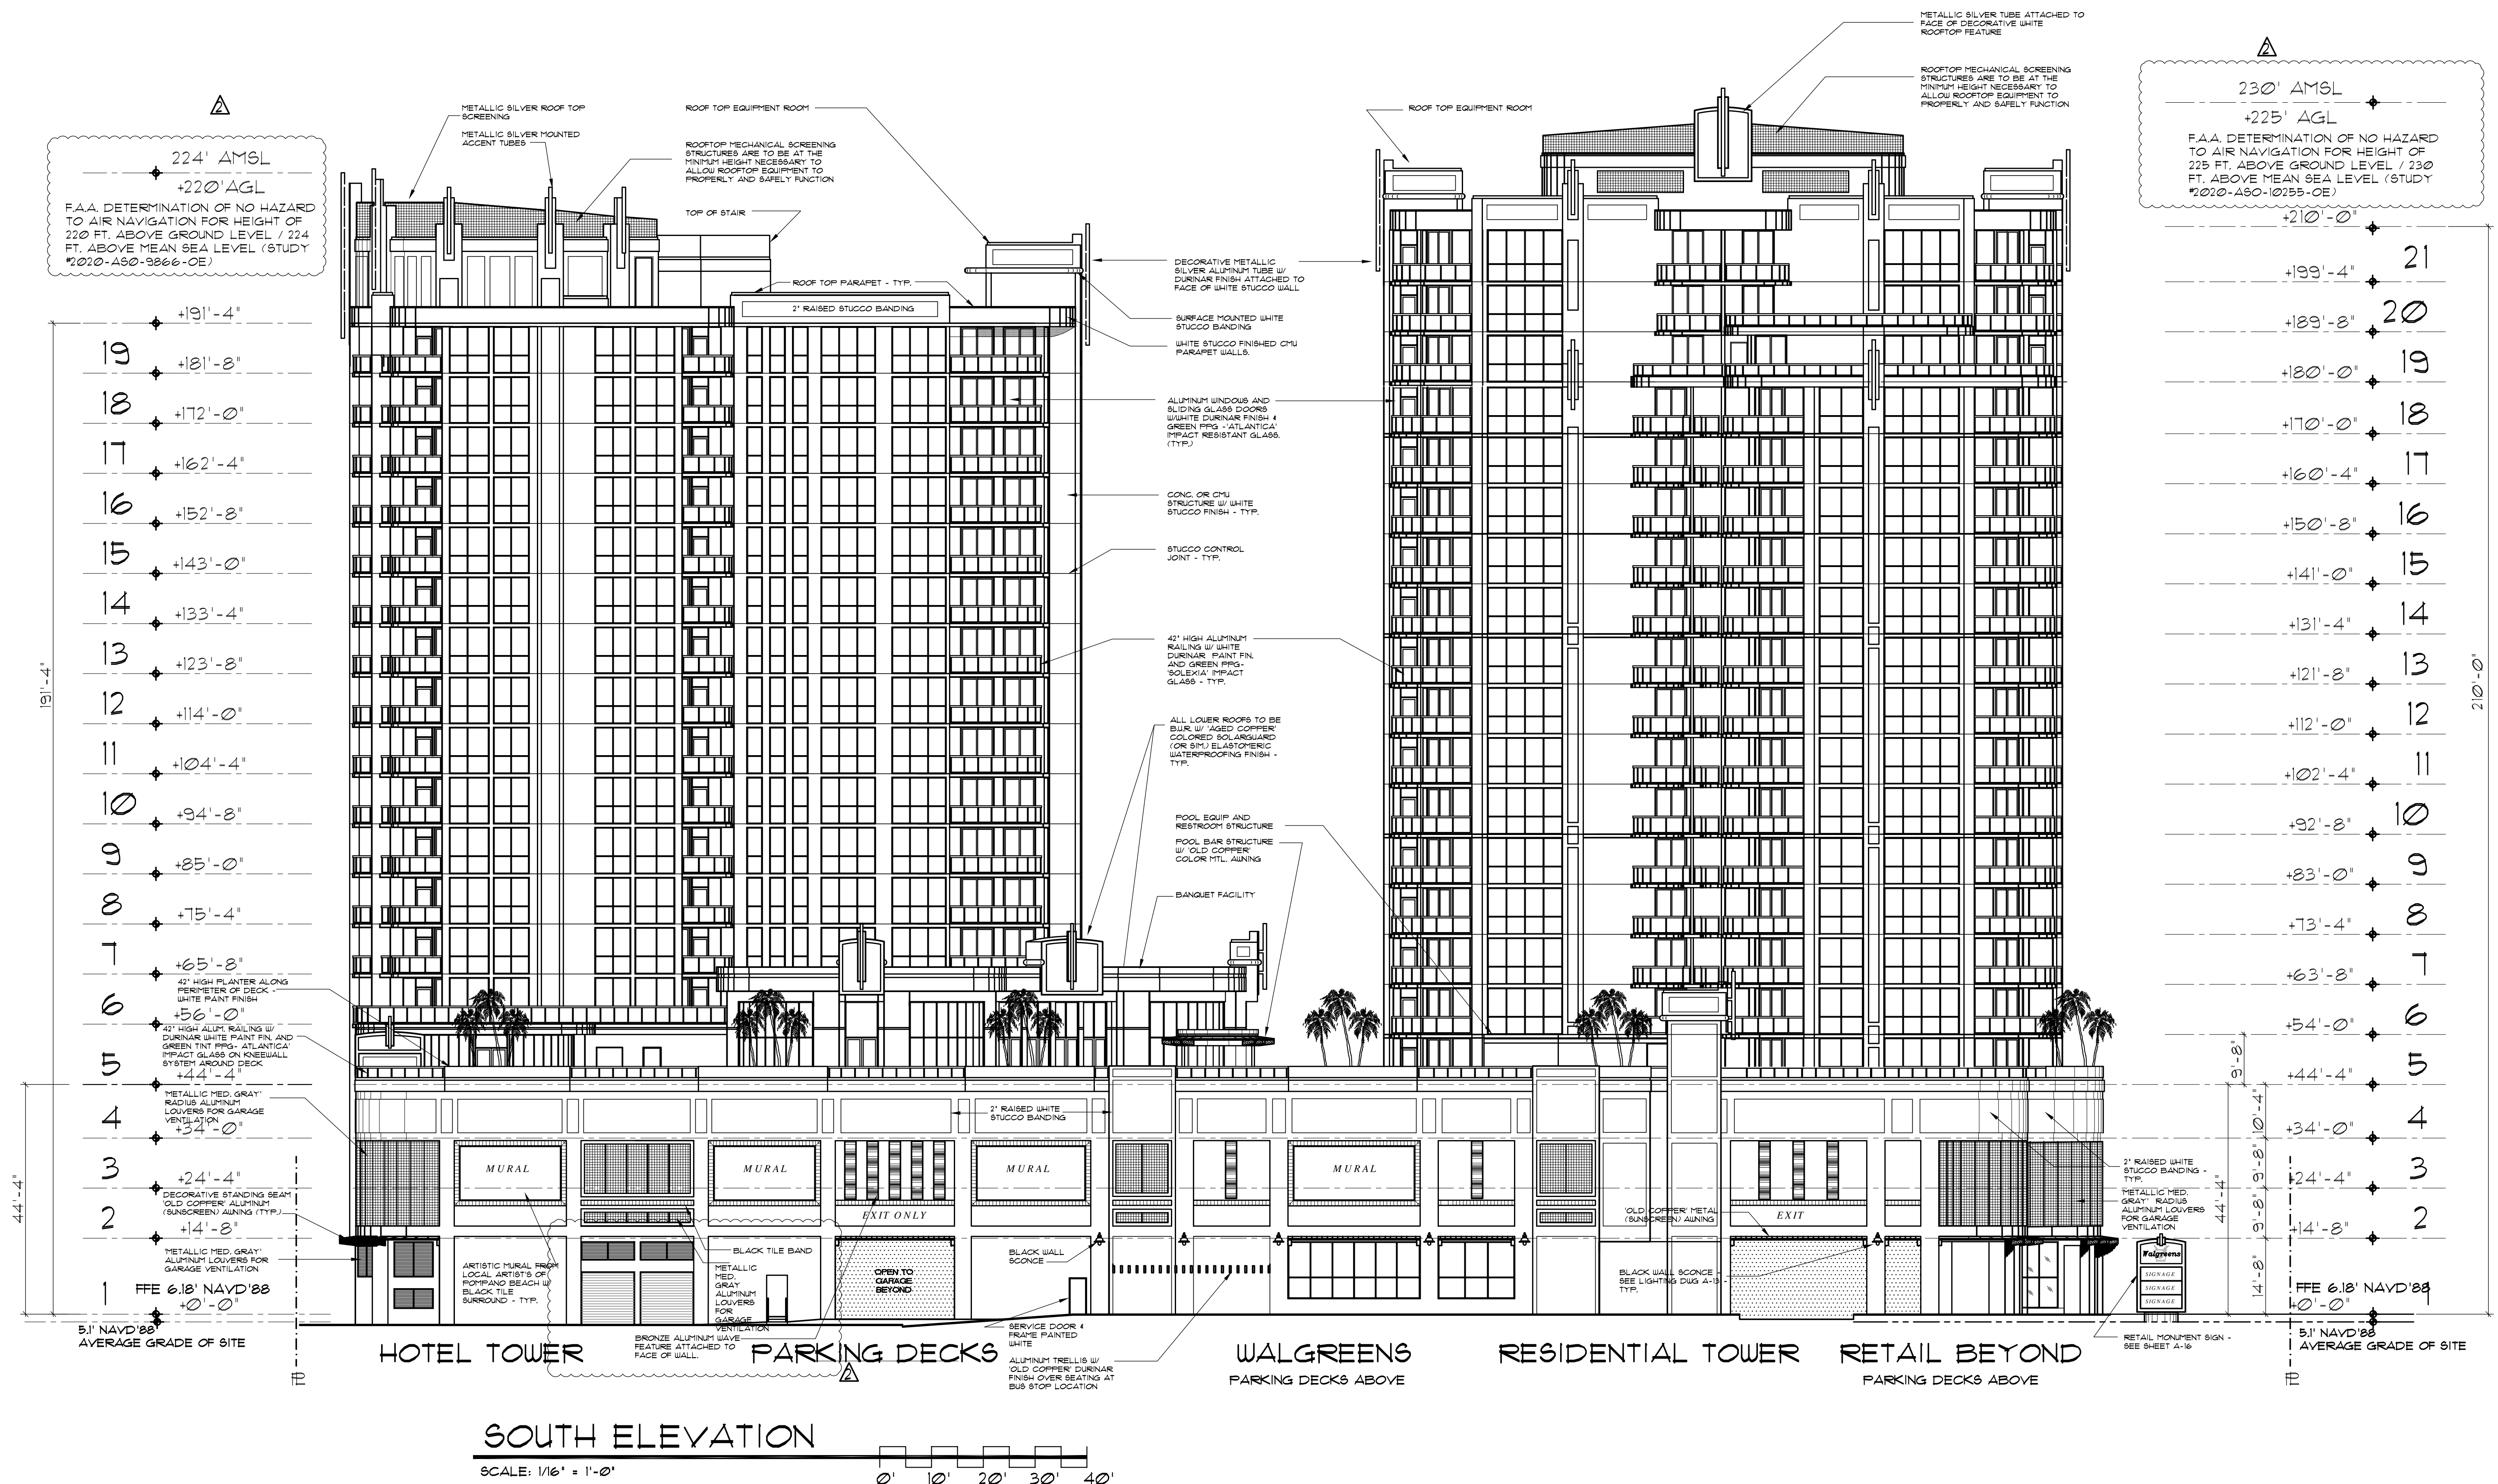 METALLIC SILVER TUBE ATTACHED TO
FACE OF DECORATIVE WHITE
ROOFTOP FEATURE
ROOFTOP MECHANICAL SCREENING
STRUCTURES ARE TO BE AT THE
MINIMUM HEIGHT NECESSARY TO
ALLOW ROOFTOP EQUIPMENT TO
PROPERLY AND SAFELY FUNCTION
2
230' AMSL
+225' AGL
F.A.A. DETERMINATION OF NO HAZARD
TO AIR NAVIGATION FOR HEIGHT OF
225 FT. ABOVE GROUND LEVEL / 230
FT. ABOVE MEAN SEA LEVEL (STUDY
#2020-ASO-10255-OE)
2
224' AMSL
+220' AGL
F.A.A. DETERMINATION OF NO HAZARD
TO AIR NAVIGATION FOR HEIGHT OF
220 FT. ABOVE GROUND LEVEL / 224
FT. ABOVE MEAN SEA LEVEL (STUDY
#2020-ASO-9866-OE)
METALLIC SILVER ROOF TOP
SCREENING
METALLIC SILVER MOUNTED
ACCENT TUBES
ROOF TOP EQUIPMENT ROOM
ROOFTOP MECHANICAL SCREENING
STRUCTURES ARE TO BE AT THE
MINIMUM HEIGHT NECESSARY TO
ALLOW ROOFTOP EQUIPMENT TO
PROPERLY AND SAFELY FUNCTION
TOP OF STAIR
ROOF TOP PARAPET - TYP.
2" RAISED STUCCO BANDING
ROOF TOP EQUIPMENT ROOM
DECORATIVE METALLIC
SILVER ALUMINUM TUBE W/
DURINAR FINISH ATTACHED TO
FACE OF WHITE STUCCO WALL
SURFACE MOUNTED WHITE
STUCCO BANDING
WHITE STUCCO FINISHED CMU
PARAPET WALLS.
ALUMINUM WINDOWS AND
SLIDING GLASS DOORS
W/WHITE DURINAR FINISH &
GREEN PPG -'ATLANTICA'
IMPACT RESISTANT GLASS.
(TYP.)
CONC. OR CMU
STRUCTURE W/ WHITE
STUCCO FINISH - TYP.
STUCCO CONTROL
JOINT - TYP.
42" HIGH ALUMINUM
RAILING W/ WHITE
DURINAR PAINT FIN.
AND GREEN PPG-
'SOLEXIA' IMPACT
GLASS - TYP.
ALL LOWER ROOFS TO BE
B.U.R. W/ 'AGED COPPER'
COLORED SOLARGUARD
(OR SIM.) ELASTOMERIC
WATERPROOFING FINISH -
TYP.
POOL EQUIP AND
RESTROOM STRUCTURE
POOL BAR STRUCTURE
W/ 'OLD COPPER'
COLOR MTL. AWNING
BANQUET FACILITY
+191'-4"
19 +181'-8"
18 +172'-0"
17 +162'-4"
16 +152'-8"
15 +143'-0"
14 +133'-4"
13 +123'-8"
12 +114'-0"
11 +104'-4"
10 +94'-8"
9 +85'-0"
8 +75'-4"
7 +65'-8"
42" HIGH PLANTER ALONG
PERIMETER OF DECK -
WHITE PAINT FINISH
6 +56'-0"
42" HIGH ALUM. RAILING W/
DURINAR WHITE PAINT FIN. AND
GREEN TINT PPG- ATLANTICA'
IMPACT GLASS ON KNEEWALL
SYSTEM AROUND DECK
5 +44'-4"
'METALLIC MED. GRAY'
RADIUS ALUMINUM
LOUVERS FOR GARAGE
VENTILATION
4 +34'-0"
3 +24'-4"
DECORATIVE STANDING SEAM
'OLD COPPER' ALUMINUM
(SUNSCREEN) AWNING (TYP.)
2 +14'-8"
'METALLIC MED. GRAY'
ALUMINUM LOUVERS FOR
GARAGE VENTILATION
1 FFE 6.18' NAVD'88
+0'-0"
5.1' NAVD'88
AVERAGE GRADE OF SITE
191'-4"
44'-4"
+210'-0"
+199'-4" 21
+189'-8" 20
+180'-0" 19
+170'-0" 18
+160'-4" 17
+150'-8" 16
+141'-0" 15
+131'-4" 14
+121'-8" 13
+112'-0" 12
+102'-4" 11
+92'-8" 10
+83'-0" 9
+73'-4" 8
+63'-8" 7
+54'-0" 6
+44'-4" 5
+34'-0" 4
+24'-4" 3
+14'-8" 2
FFE 6.18' NAVD'88 1
+0'-0"
5.1' NAVD'88
AVERAGE GRADE OF SITE
210'-0"
9'-8"
10'-4"
9'-8"
9'-8"
14'-8"
44'-4"
2" RAISED WHITE
STUCCO BANDING
MURAL
MURAL
MURAL
MURAL
EXIT ONLY
EXIT
'OLD COPPER' METAL
(SUNSCREEN) AWNING
2" RAISED WHITE
STUCCO BANDING -
TYP.
'METALLIC MED.
GRAY' RADIUS
ALUMINUM LOUVERS
FOR GARAGE
VENTILATION
BLACK TILE BAND
ARTISTIC MURAL FROM
LOCAL ARTIST'S OF
POMPANO BEACH W/
BLACK TILE
SURROUND - TYP.
METALLIC
MED.
GRAY
ALUMINUM
LOUVERS
FOR
GARAGE
VENTILATION
OPEN TO
GARAGE
BEYOND
BLACK WALL
SCONCE
BLACK WALL SCONCE -
SEE LIGHTING DWG A-13 -
TYP.
Walgreens
SIGNAGE
SIGNAGE
SIGNAGE
RETAIL MONUMENT SIGN -
SEE SHEET A-16
BRONZE ALUMINUM WAVE
FEATURE ATTACHED TO
FACE OF WALL.
SERVICE DOOR &
FRAME PAINTED
WHITE
ALUMINUM TRELLIS W/
'OLD COPPER' DURINAR
FINISH OVER SEATING AT
BUS STOP LOCATION
2
HOTEL TOWER
PARKING DECKS
WALGREENS
PARKING DECKS ABOVE
RESIDENTIAL TOWER
RETAIL BEYOND
PARKING DECKS ABOVE
PL
PL
SOUTH ELEVATION
SCALE: 1/16" = 1'-0"
0' 10' 20' 30' 40'